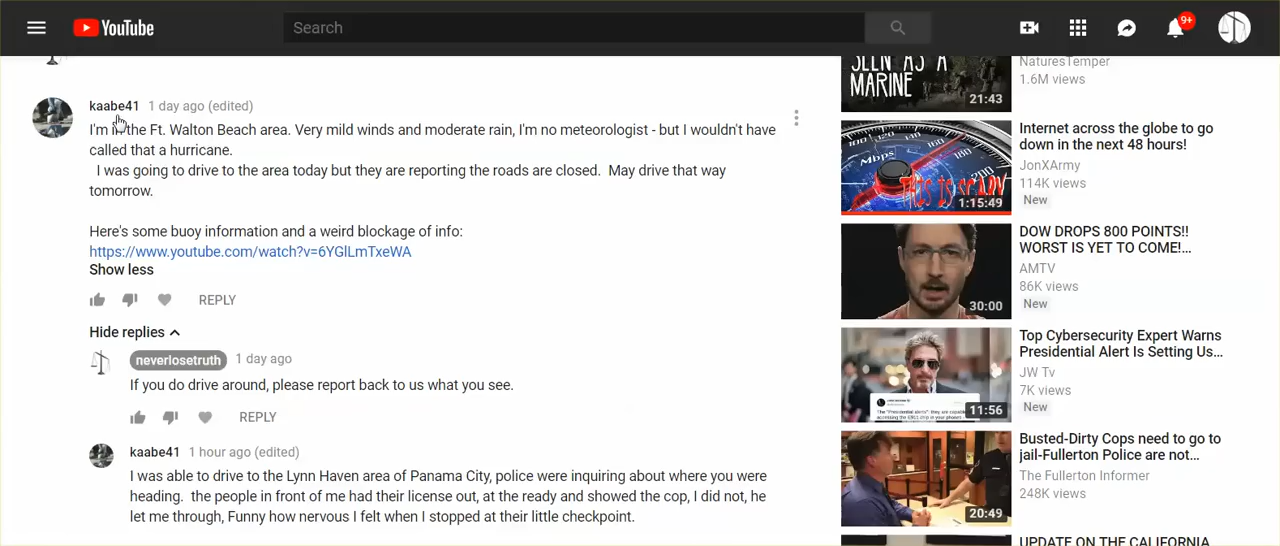 YouTube
Search
9+
kaabe41 1 day ago (edited)
I'm in the Ft. Walton Beach area. Very mild winds and moderate rain, I'm no meteorologist - but I wouldn't have
called that a hurricane.
I was going to drive to the area today but they are reporting the roads are closed. May drive that way
tomorrow.
Here's some buoy information and a weird blockage of info:
https://www.youtube.com/watch?v=6YGlLmTxeWA
Show less
REPLY
Hide replies
neverlosetruth 1 day ago
If you do drive around, please report back to us what you see.
REPLY
kaabe41 1 hour ago (edited)
I was able to drive to the Lynn Haven area of Panama City, police were inquiring about where you were
heading. the people in front of me had their license out, at the ready and showed the cop, I did not, he
let me through, Funny how nervous I felt when I stopped at their little checkpoint.
SEEN AS A
MARINE
21:43
NaturesTemper
1.6M views
Mbps
200
THIS IS SCARY
1:15:49
Internet across the globe to go
down in the next 48 hours!
JonXArmy
114K views
New
30:00
DOW DROPS 800 POINTS!!
WORST IS YET TO COME!...
AMTV
86K views
New
11:56
Top Cybersecurity Expert Warns
Presidential Alert Is Setting Us...
JW Tv
7K views
New
20:49
Busted-Dirty Cops need to go to
jail-Fullerton Police are not...
The Fullerton Informer
248K views
UPDATE ON THE CALIFORNIA